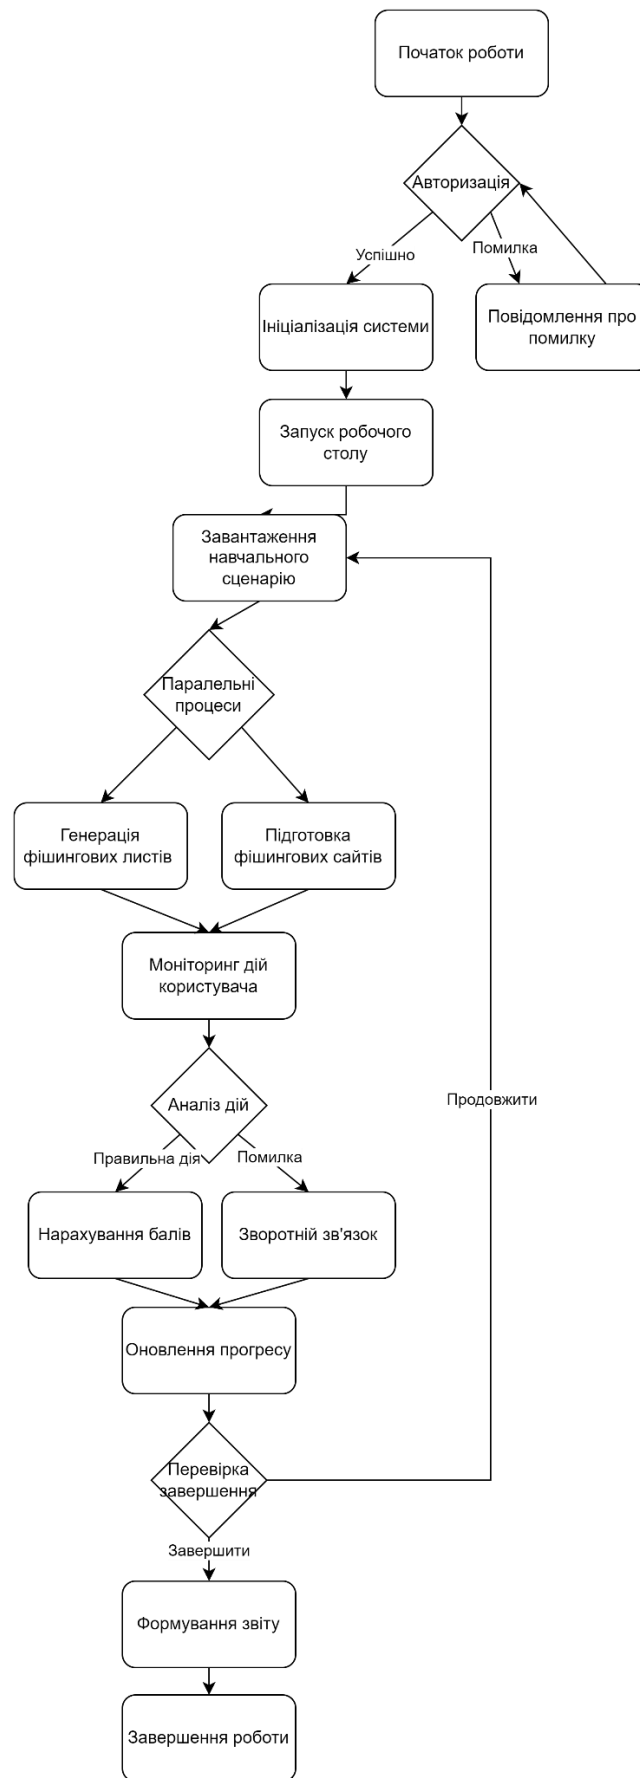 Початок роботи
Авторизація
Успішно
Помилка
Ініціалізація системи
Повідомлення про
помилку
Запуск робочого
столу
Завантаження
навчального
сценарію
Паралельні
процеси
Генерація
фішингових листів
Підготовка
фішингових сайтів
Моніторинг дій
користувача
Аналіз дій
Продовжити
Правильна дія
Помилка
Нарахування балів
Зворотній зв'язок
Оновлення прогресу
Перевірка
завершення
Завершити
Формування звіту
Завершення роботи